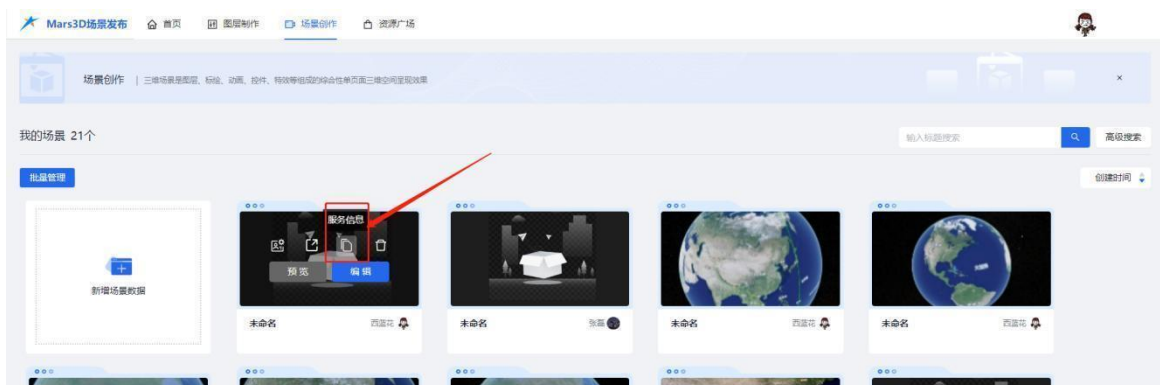 Mars3D场景发布 首页 图层制作 场景创作 资源广场
场景创作 | 三维场景是图层、标绘、动画、控件、特效等组成的综合性单页面三维空间呈现效果 ×
我的场景 21个 输入标题搜索 高级搜索
批量管理 创建时间
服务信息
预览 编辑
新增场景数据
未命名 西蓝花
未命名 张磊
未命名 西蓝花
未命名 西蓝花